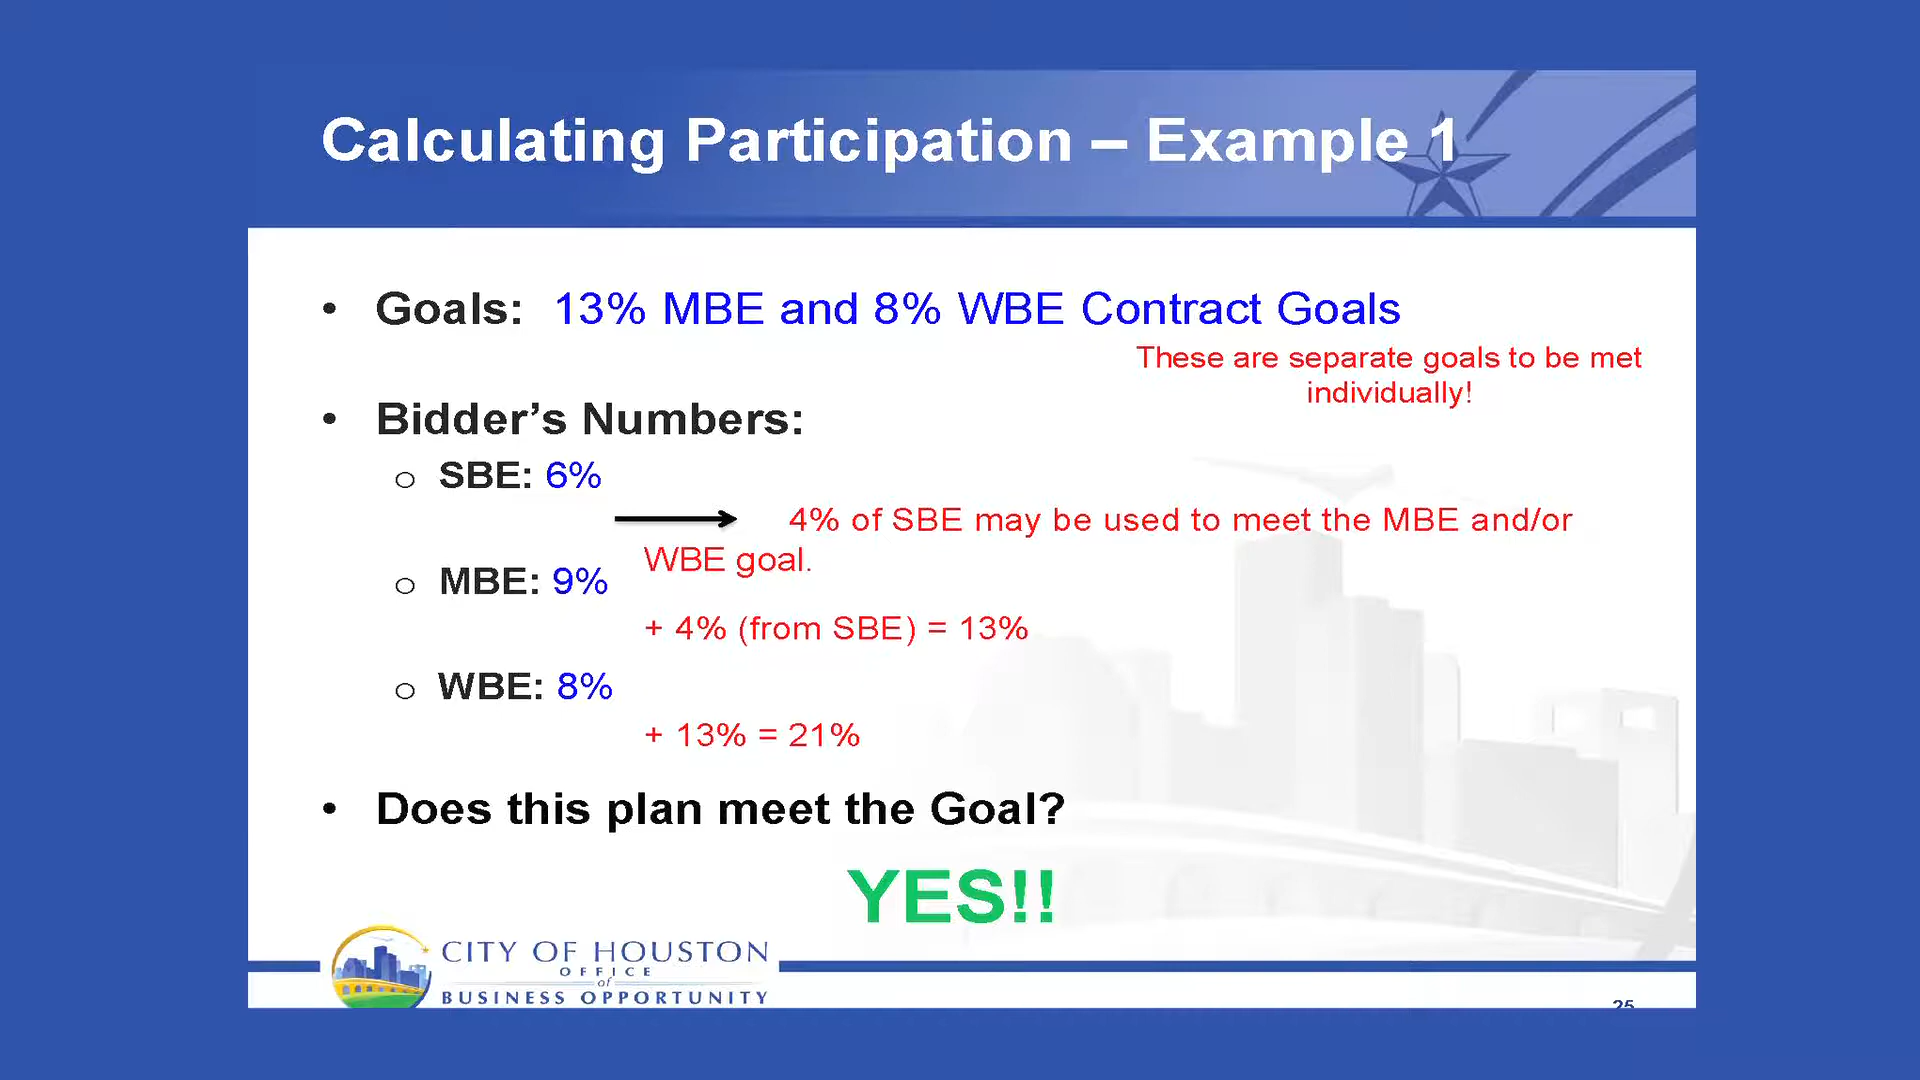 Calculating Participation – Example 1
• Goals: 13% MBE and 8% WBE Contract Goals
These are separate goals to be met
individually!
• Bidder’s Numbers:
o SBE: 6%
4% of SBE may be used to meet the MBE and/or
WBE goal.
o MBE: 9%
+ 4% (from SBE) = 13%
o WBE: 8%
+ 13% = 21%
• Does this plan meet the Goal?
YES!!
CITY OF HOUSTON
OFFICE
of
BUSINESS OPPORTUNITY
25